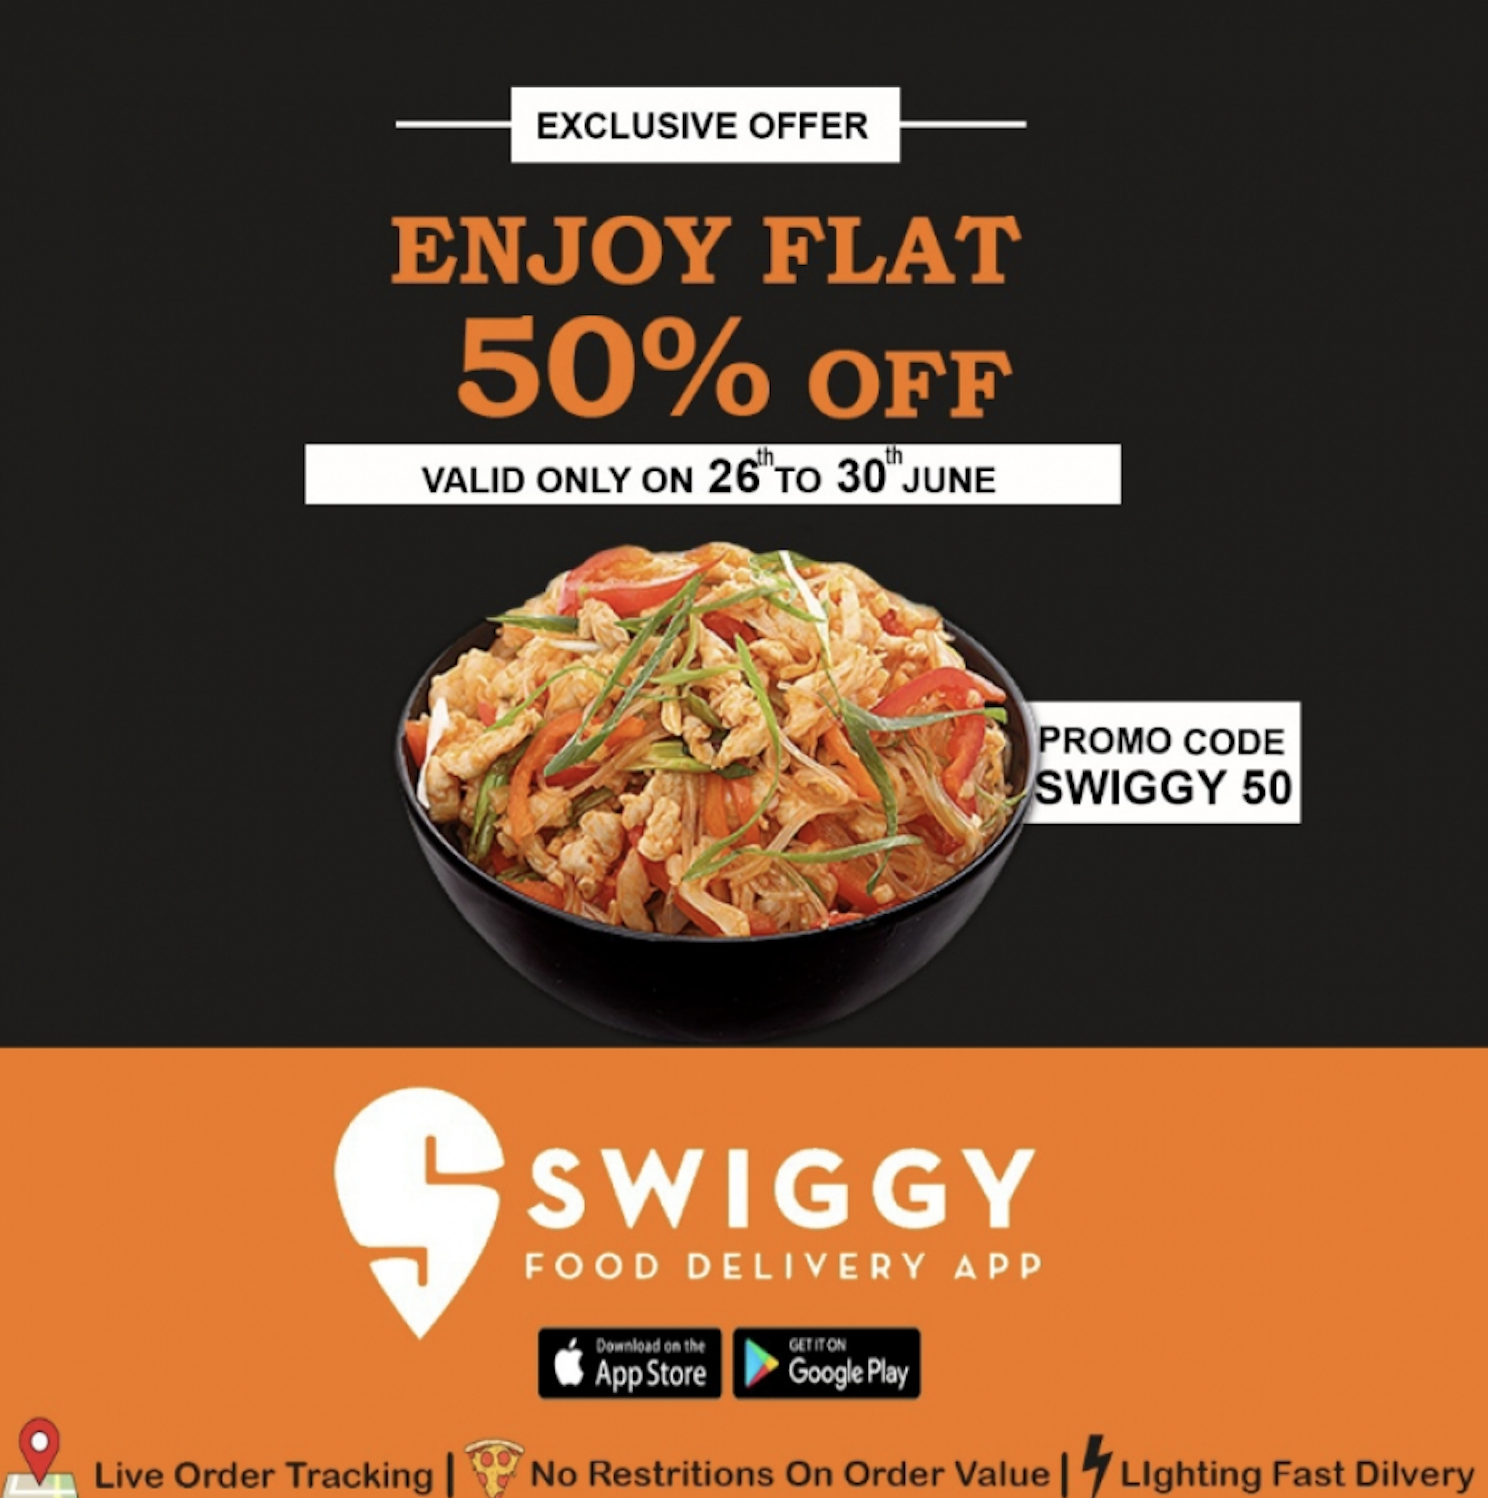 EXCLUSIVE OFFER
ENJOY FLAT
50% OFF
VALID ONLY ON 26th TO 30th JUNE
PROMO CODE
SWIGGY 50
SWIGGY
FOOD DELIVERY APP
Download on the
App Store
GET IT ON
Google Play
Live Order Tracking | No Restritions On Order Value | LIghting Fast Dilvery